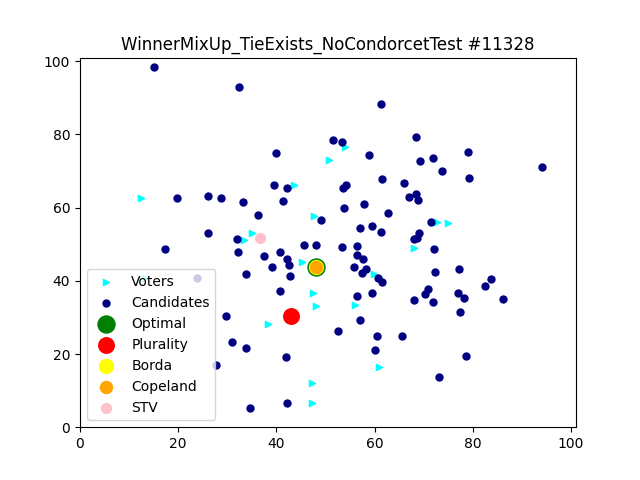 WinnerMixUp_TieExists_NoCondorcetTest #11328
100
80
60
40
20
0
Voters
Candidates
Optimal
Plurality
Borda
Copeland
STV
0 20 40 60 80 100